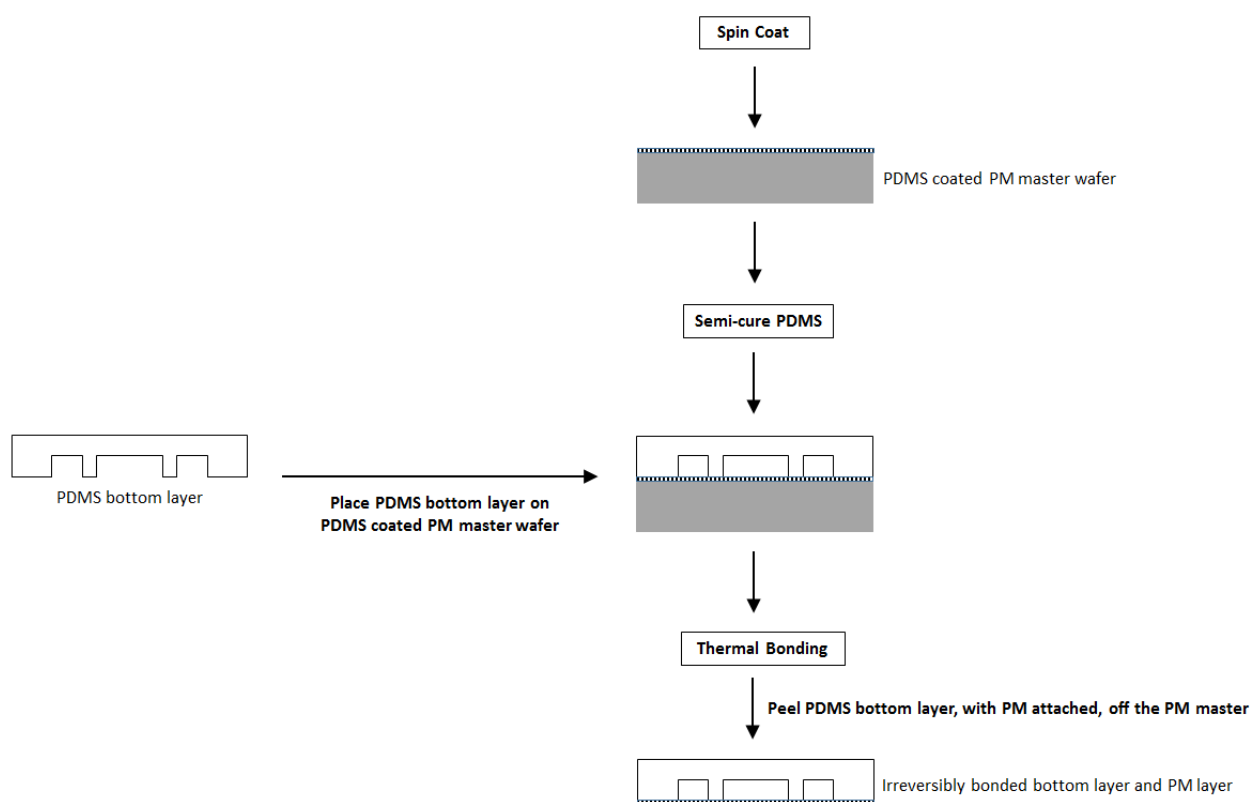 Spin Coat
PDMS coated PM master wafer
Semi-cure PDMS
PDMS bottom layer
Place PDMS bottom layer on
PDMS coated PM master wafer
Thermal Bonding
Peel PDMS bottom layer, with PM attached, off the PM master
Irreversibly bonded bottom layer and PM layer